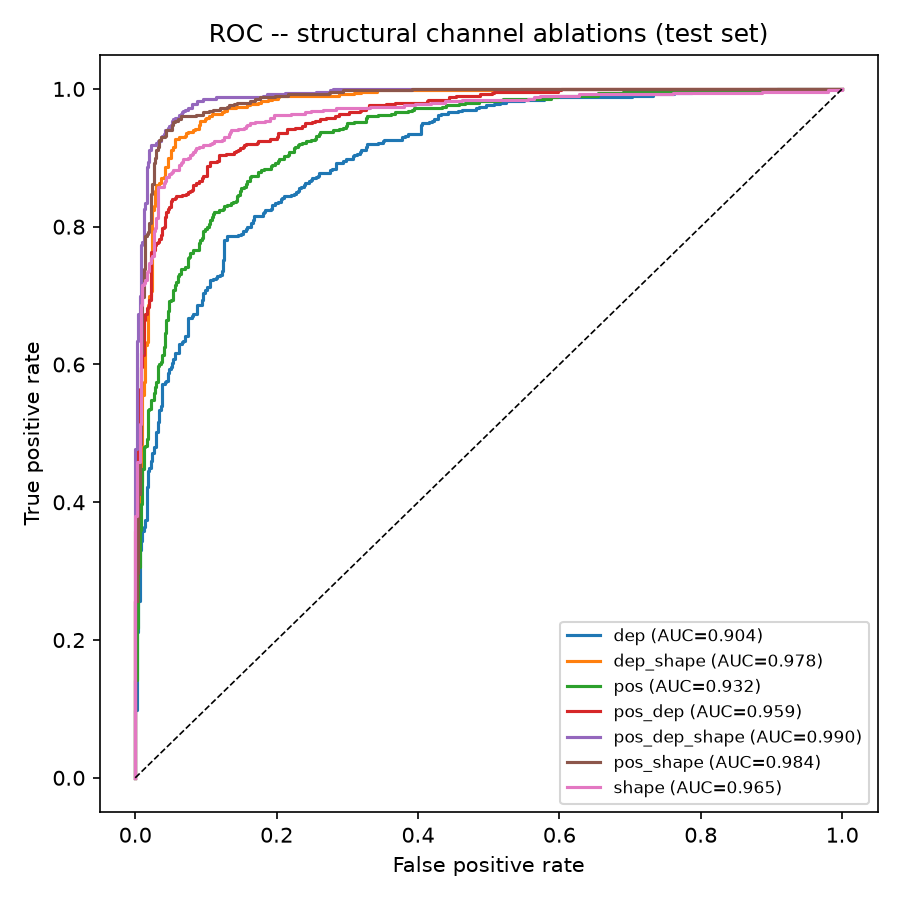 ROC -- structural channel ablations (test set)
True positive rate
1.0
0.8
0.6
0.4
0.2
0.0
0.0 0.2 0.4 0.6 0.8 1.0
False positive rate
dep (AUC=0.904)
dep_shape (AUC=0.978)
pos (AUC=0.932)
pos_dep (AUC=0.959)
pos_dep_shape (AUC=0.990)
pos_shape (AUC=0.984)
shape (AUC=0.965)